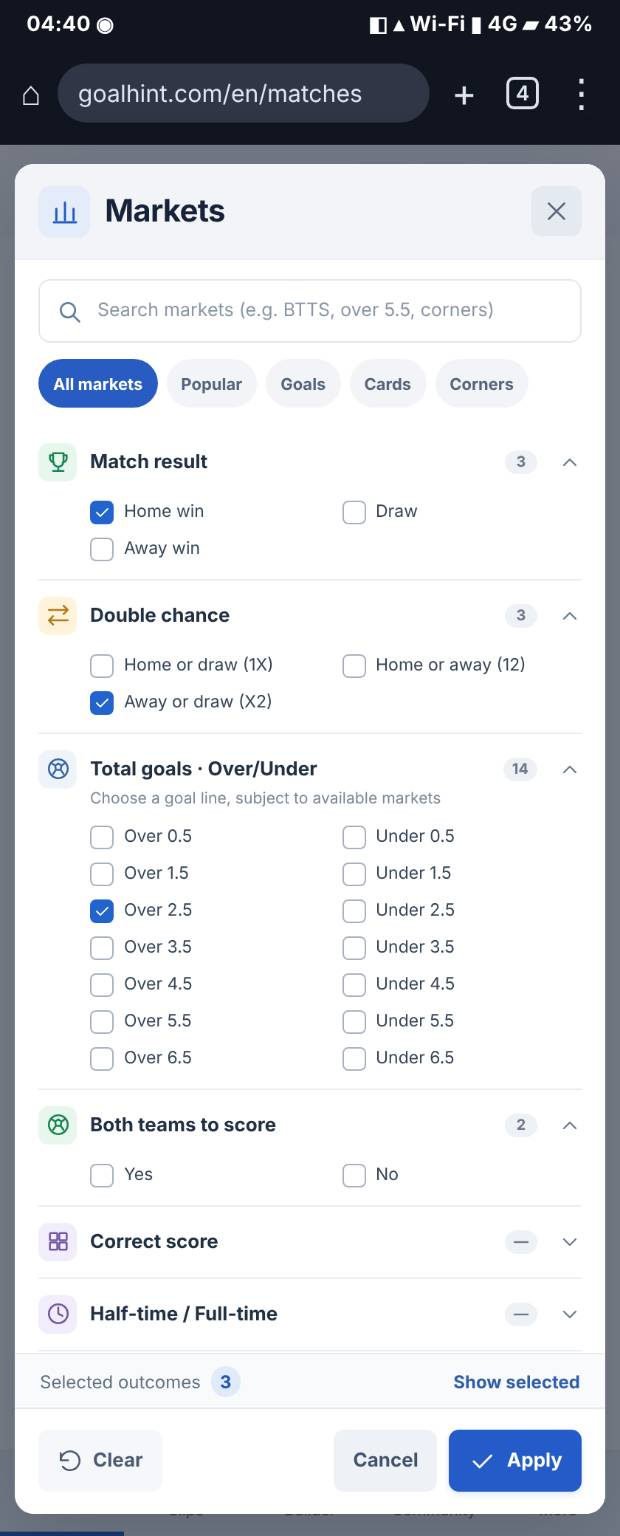 04:40
Wi-Fi 4G 43%
goalhint.com/en/matches
4
Markets
Search markets (e.g. BTTS, over 5.5, corners)
All markets Popular Goals Cards Corners
Match result 3
Home win Draw
Away win
Double chance 3
Home or draw (1X) Home or away (12)
Away or draw (X2)
Total goals · Over/Under 14
Choose a goal line, subject to available markets
Over 0.5 Under 0.5
Over 1.5 Under 1.5
Over 2.5 Under 2.5
Over 3.5 Under 3.5
Over 4.5 Under 4.5
Over 5.5 Under 5.5
Over 6.5 Under 6.5
Both teams to score 2
Yes No
Correct score —
Half-time / Full-time —
Selected outcomes 3 Show selected
Clear Cancel Apply